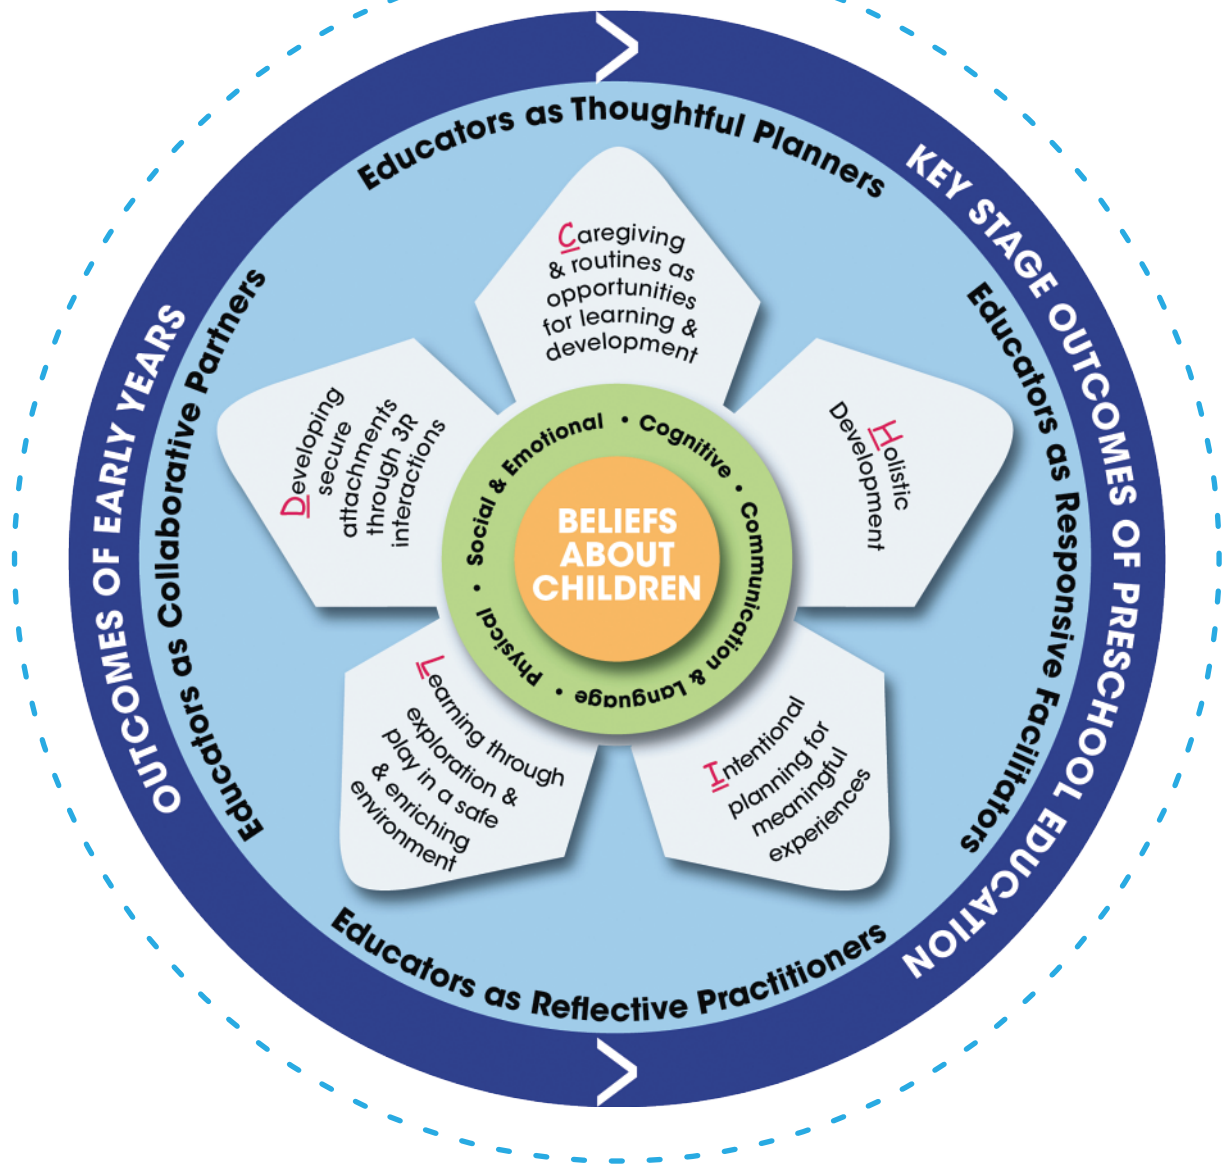 Educators as Thoughtful Planners
KEY STAGE OUTCOMES OF PRESCHOOL EDUCATION
Educators as Responsive Facilitators
Educators as Reflective Practitioners
OUTCOMES OF EARLY YEARS
Educators as Collaborative Partners
Caregiving
& routines as
opportunities
for learning &
development
Holistic
Development
Intentional
planning for
meaningful
experiences
Learning through
exploration &
play in a safe
& enriching
environment
Developing
secure
attachments
through 3R
interactions
Social & Emotional • Cognitive • Communication & Language • Physical •
BELIEFS
ABOUT
CHILDREN